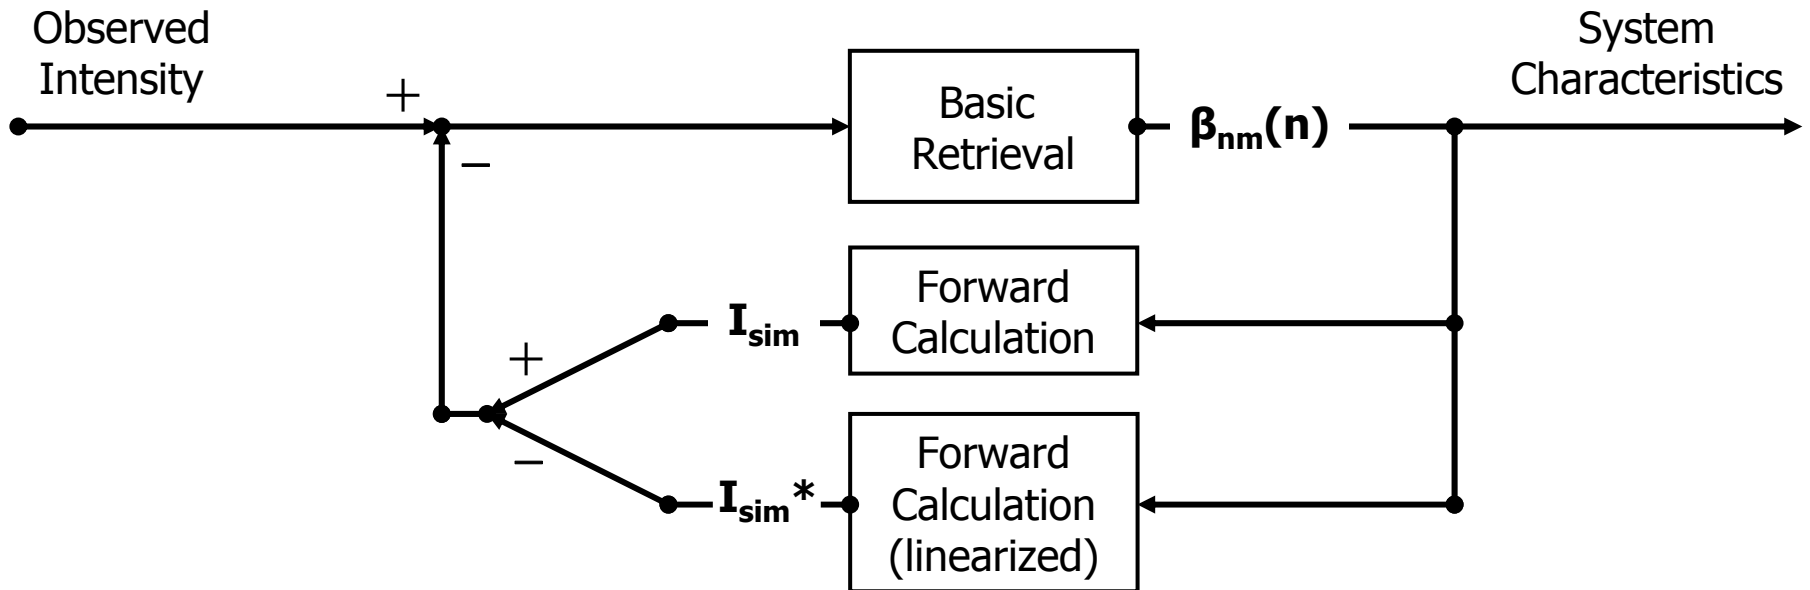 Observed
Intensity
System
Characteristics
+
−
Basic
Retrieval
βnm(n)
Forward
Calculation
Isim
+
−
Forward
Calculation
(linearized)
Isim*